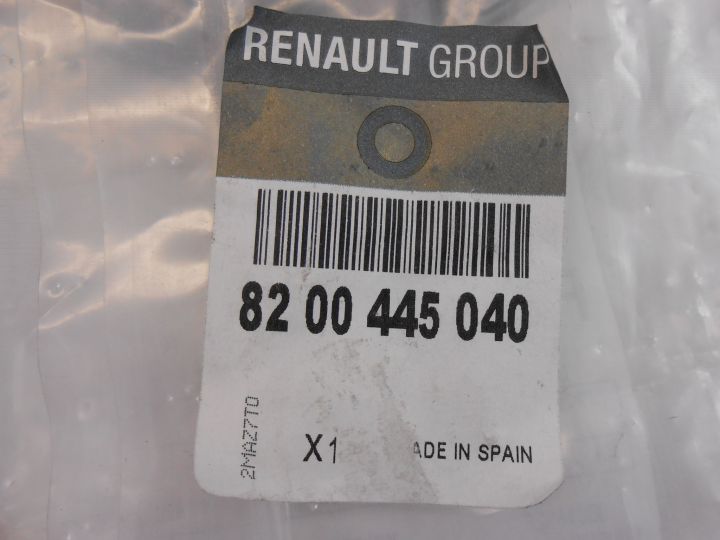 RENAULT GROUP
82 00 445 040
2MAZ7T0
X1
ADE IN SPAIN